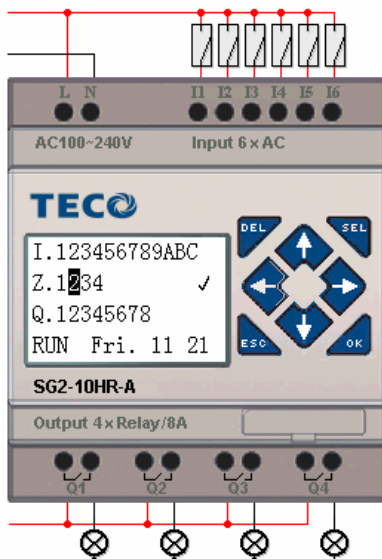 L N I1 I2 I3 I4 I5 I6
AC100~240V Input 6×AC
TECO
DEL SEL
I.123456789ABC
Z.1234 ✓
Q.12345678
RUN Fri. 11 21
ESC OK
SG2-10HR-A
Output 4×Relay/8A
Q1 Q2 Q3 Q4